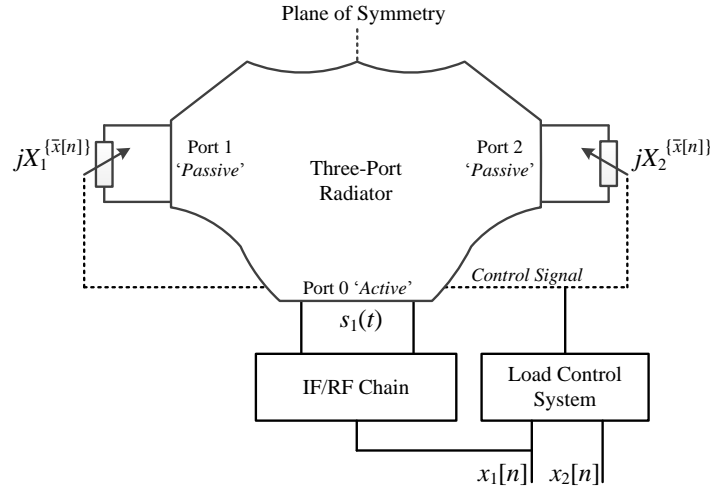 Plane of Symmetry
jX₁^{x̄[n]}
Port 1
'Passive'
Port 2
'Passive'
jX₂^{x̄[n]}
Three-Port
Radiator
Port 0 'Active'
Control Signal
s₁(t)
IF/RF Chain
Load Control
System
x₁[n] x₂[n]